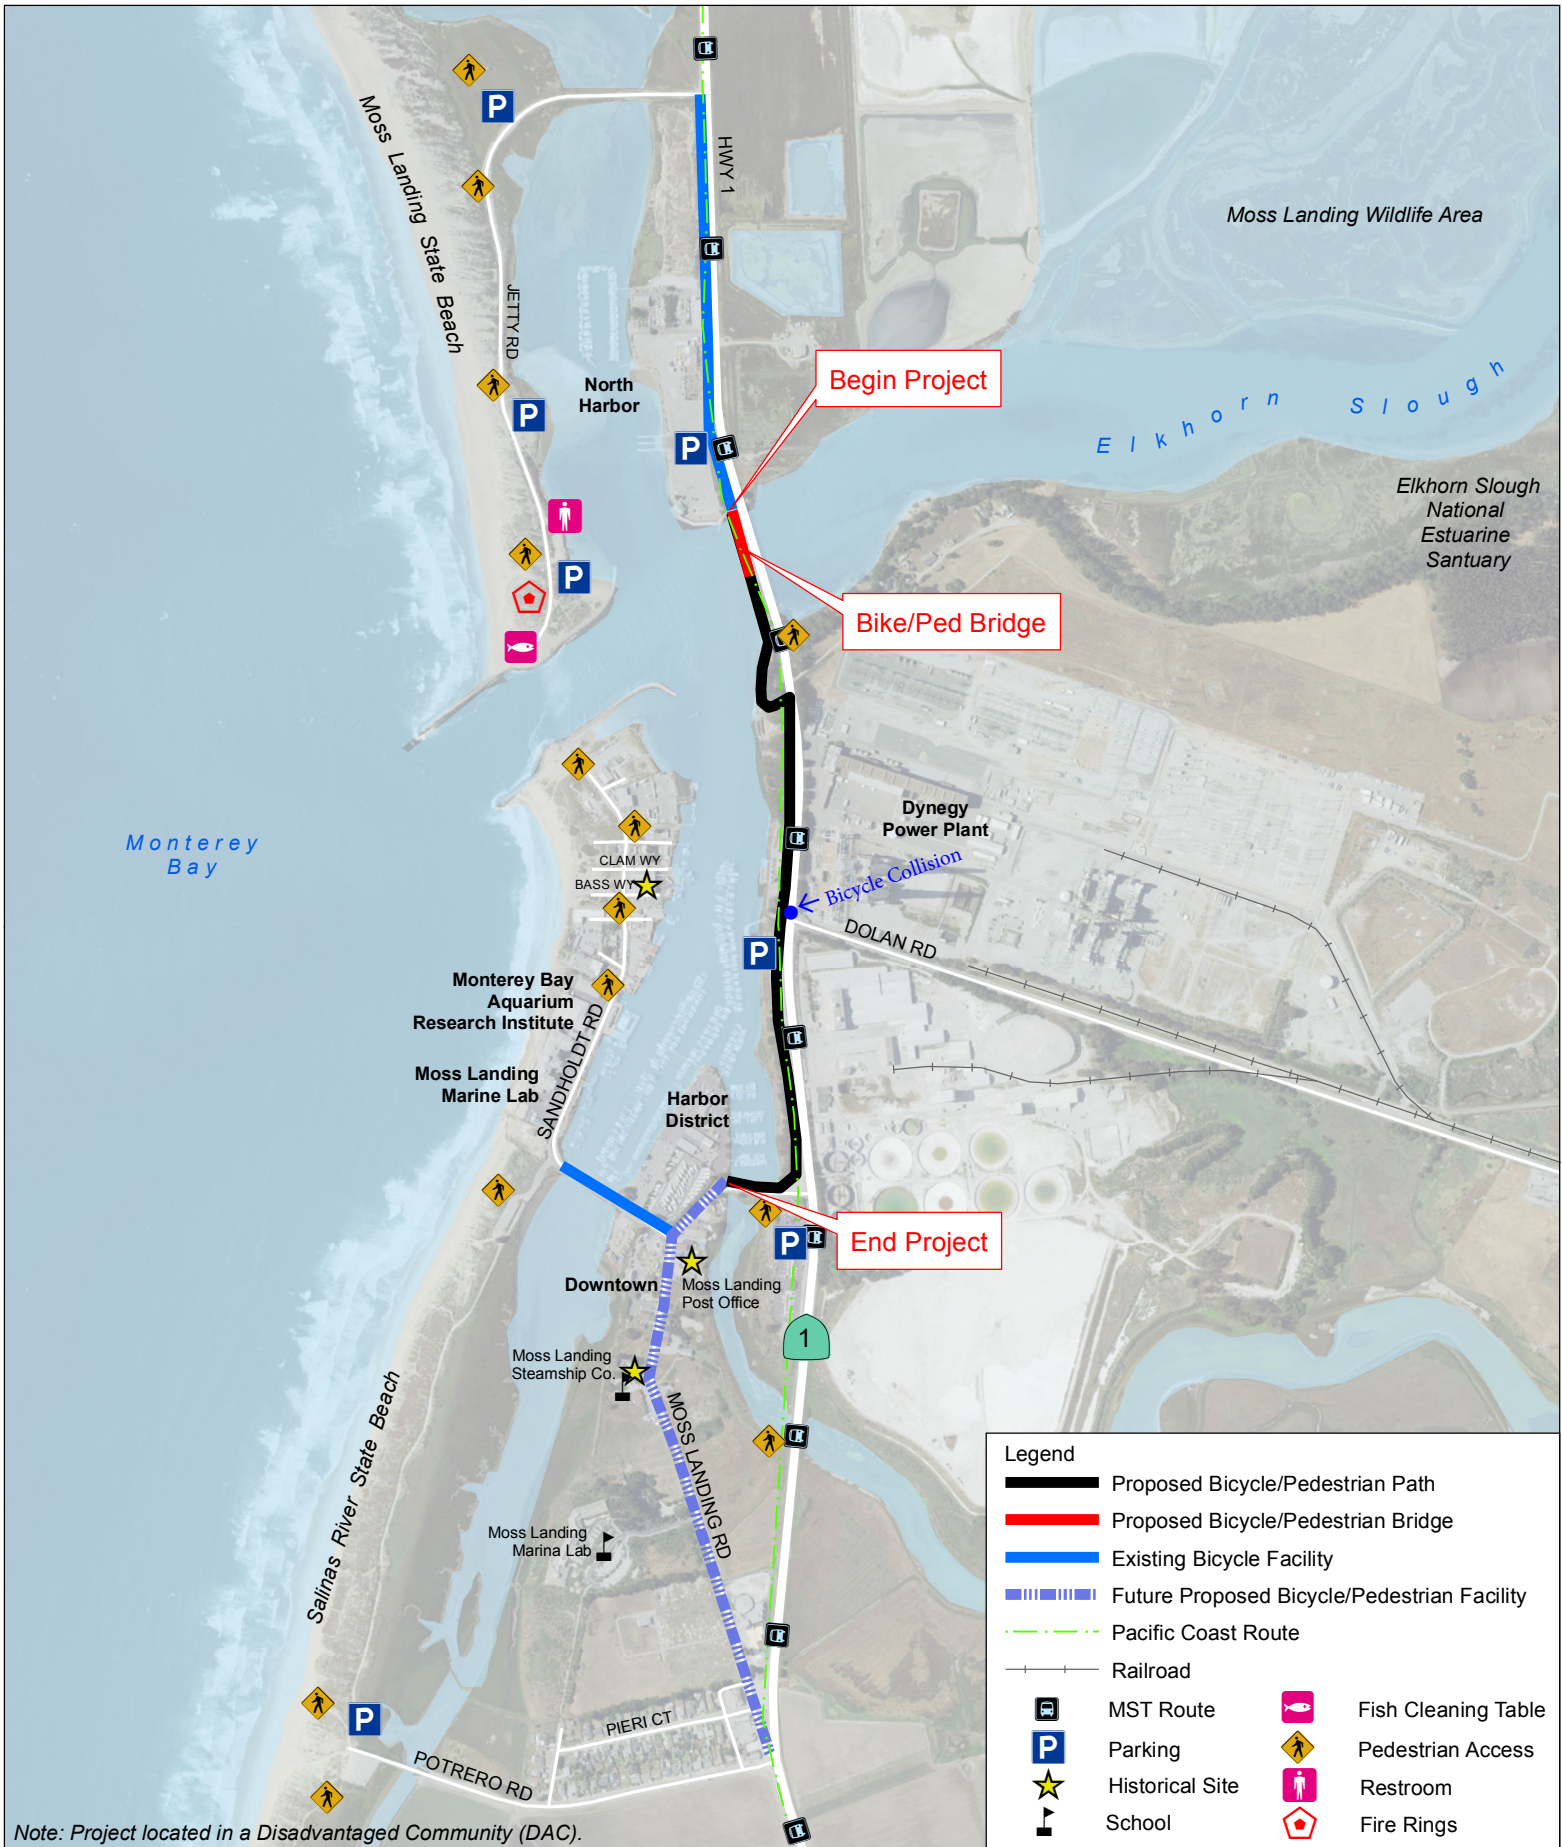 P
Moss Landing State Beach
HWY 1
Moss Landing Wildlife Area
JETTY RD
Begin Project
North
Harbor
P
P
Elkhorn Slough
Elkhorn Slough
National
Estuarine
Santuary
P
Bike/Ped Bridge
Monterey
Bay
Dynegy
Power Plant
CLAM WY
BASS WY
Bicycle Collision
DOLAN RD
P
Monterey Bay
Aquarium
Research Institute
SANDHOLDT RD
Moss Landing
Marine Lab
Harbor
District
P
End Project
Downtown
Moss Landing
Post Office
1
Moss Landing
Steamship Co.
MOSS LANDING RD
Salinas River State Beach
Moss Landing
Marina Lab
P
PIERI CT
POTRERO RD
Note: Project located in a Disadvantaged Community (DAC).
Legend
Proposed Bicycle/Pedestrian Path
Proposed Bicycle/Pedestrian Bridge
Existing Bicycle Facility
Future Proposed Bicycle/Pedestrian Facility
Pacific Coast Route
Railroad
MST Route
Fish Cleaning Table
P
Parking
Pedestrian Access
Historical Site
Restroom
School
Fire Rings